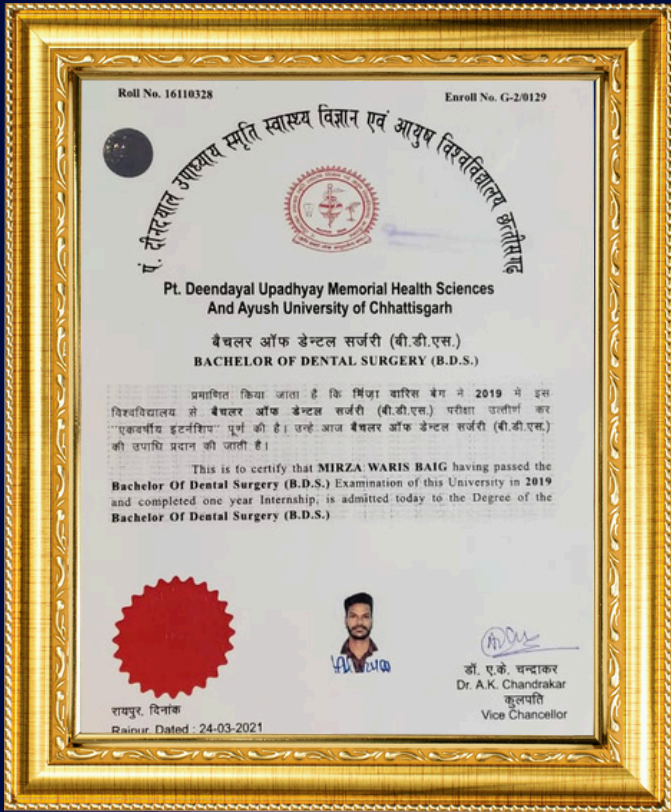 Roll No. 16110328
Enroll No. G-2/0129
पं. दीनदयाल उपाध्याय स्मृति स्वास्थ्य विज्ञान एवं आयुष विश्वविद्यालय छत्तीसगढ़
Pt. Deendayal Upadhyay Memorial Health Sciences
And Ayush University of Chhattisgarh
बैचलर ऑफ डेन्टल सर्जरी (बी.डी.एस.)
BACHELOR OF DENTAL SURGERY (B.D.S.)
प्रमाणित किया जाता है कि मिर्ज़ा वारिस बेग ने 2019 में इस
विश्वविद्यालय से बैचलर ऑफ डेन्टल सर्जरी (बी.डी.एस.) परीक्षा उत्तीर्ण कर
"एकवर्षीय इंटर्नशिप" पूर्ण की है। उन्हे आज बैचलर ऑफ डेन्टल सर्जरी (बी.डी.एस.)
की उपाधि प्रदान की जाती है।
This is to certify that MIRZA WARIS BAIG having passed the
Bachelor Of Dental Surgery (B.D.S.) Examination of this University in 2019
and completed one year Internship, is admitted today to the Degree of the
Bachelor Of Dental Surgery (B.D.S.)
डॉ. ए.के. चन्द्राकर
Dr. A.K. Chandrakar
कुलपति
Vice Chancellor
रायपुर, दिनांक
Raipur, Dated : 24-03-2021